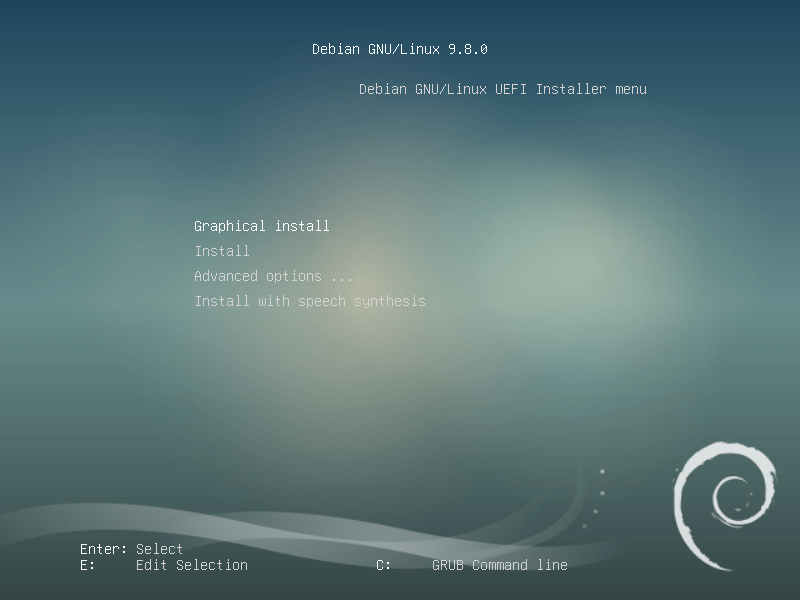 Debian GNU/Linux 9.8.0
Debian GNU/Linux UEFI Installer menu
Graphical install
Install
Advanced options ...
Install with speech synthesis
Enter: Select
E: Edit Selection C: GRUB Command line